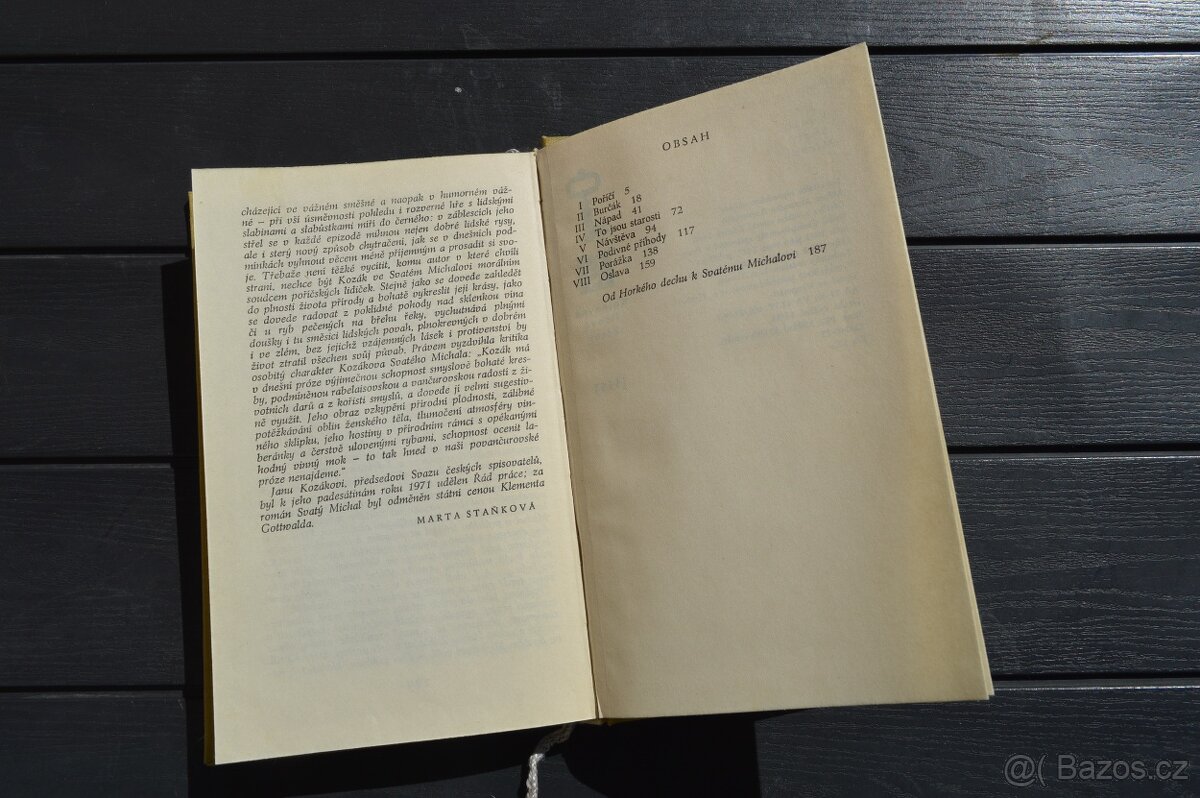 cházející ve vážném směšné a naopak v humorném váž-
né – při vší úsměvnosti pohledu i rozverné hře s lidskými
slabinami a slabůstkami míří do černého: v záblescích jeho
střel se v každé epizodě mihnou nejen dobré lidské rysy,
ale i sterý nový způsob chytračení, jak se v dnešních pod-
mínkách vyhnout věcem méně příjemným a prosadit si svo-
je. Třebaže není těžké vycítit, komu autor v té které chvíli
straní, nechce být Kozák ve Svatém Michalovi morálním
soudcem poříčských lidiček. Stejně jako se dovede zahledět
do plnosti života přírody a bohatě vykreslit její krásy, jako
se dovede radovat z poklidné pohody nad sklenkou vína
či u ryb pečených na břehu řeky, vychutnává plnými
doušky i tu směsici lidských povah, plnokrevných v dobrém
i ve zlém, bez jejichž vzájemných lásek i protivenství by
život ztratil všechen svůj půvab. Právem vyzdvihla kritika
osobitý charakter Kozákova Svatého Michala: „Kozák má
v dnešní próze výjimečnou schopnost smyslově bohaté kres-
by, podmíněnou rabelaisovskou a vančurovskou radostí z ži-
votních darů a z kořisti smyslů, a dovede jí velmi sugestiv-
ně využít. Jeho obraz vzkypění přírodní plodnosti, zálibné
potěžkávání oblin ženského těla, tlumočení atmosféry vin-
ného sklípku, jeho hostiny v přírodním rámci s opékanými
beránky a čerstvě ulovenými rybami, schopnost ocenit la-
hodný vinný mok – to tak hned v naší povančurovské
próze nenajdeme.“
Janu Kozákovi, předsedovi Svazu českých spisovatelů,
byl k jeho padesátinám roku 1971 udělen Řád práce; za
román Svatý Michal byl odměněn státní cenou Klementa
Gottwalda.
MARTA STAŇKOVÁ
OBSAH
I Poříčí 5
II Burčák 18
III Nápad 41
IV To jsou starosti 72
V Návštěva 94
VI Podivné příhody 117
VII Porážka 138
VIII Oslava 159
Od Horkého dechu k Svatému Michalovi 187
@( Bazos.cz